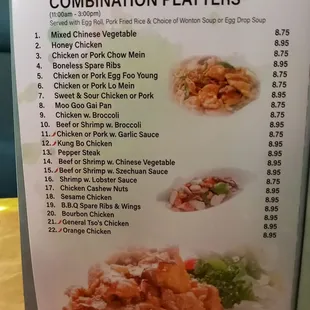 COMBINATION PLATTERS
(11:00am - 3:00pm)
Served with Egg Roll, Pork Fried Rice & Choice of Wonton Soup or Egg Drop Soup
1. Mixed Chinese Vegetable 8.75
2. Honey Chicken 8.95
3. Chicken or Pork Chow Mein 8.75
4. Boneless Spare Ribs 8.95
5. Chicken or Pork Egg Foo Young 8.75
6. Chicken or Pork Lo Mein 8.75
7. Sweet & Sour Chicken or Pork 8.95
8. Moo Goo Gai Pan 8.75
9. Chicken w. Broccoli 8.75
10. Beef or Shrimp w. Broccoli 8.95
11. Chicken or Pork w. Garlic Sauce 8.75
12. Kung Bo Chicken 8.95
13. Pepper Steak 8.95
14. Beef or Shrimp w. Chinese Vegetable 8.95
15. Beef or Shrimp w. Szechuan Sauce 8.95
16. Shrimp w. Lobster Sauce 8.95
17. Chicken Cashew Nuts 8.75
18. Sesame Chicken 8.95
19. B.B.Q Spare Ribs & Wings 8.95
20. Bourbon Chicken 8.95
21. General Tso's Chicken 8.95
22. Orange Chicken 8.95